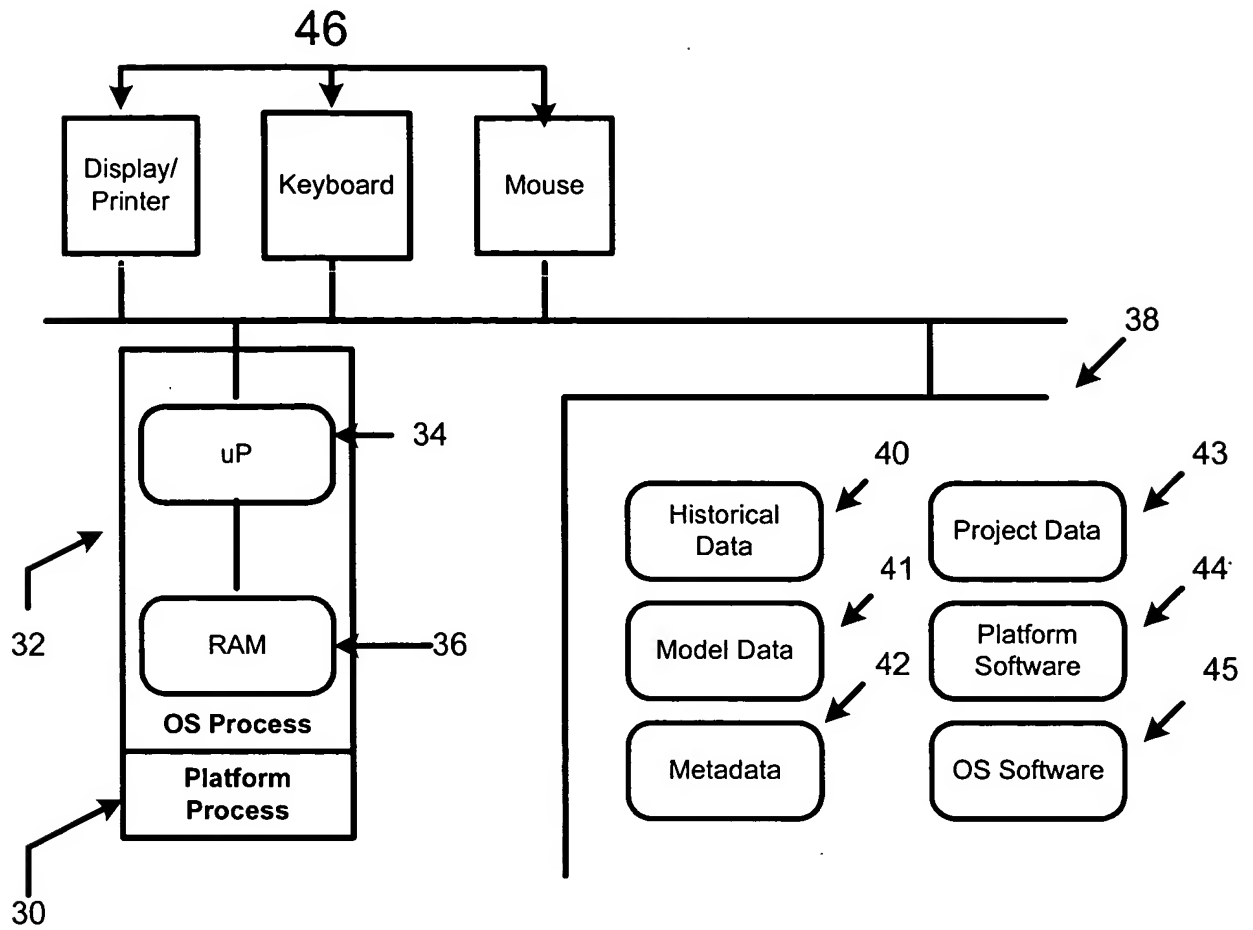 46
Display/
Printer
Keyboard
Mouse
38
uP
34
40
43
Historical
Data
Project Data
41
44
32
RAM
36
Model Data
42
Platform
Software
45
OS Process
Metadata
OS Software
Platform
Process
30